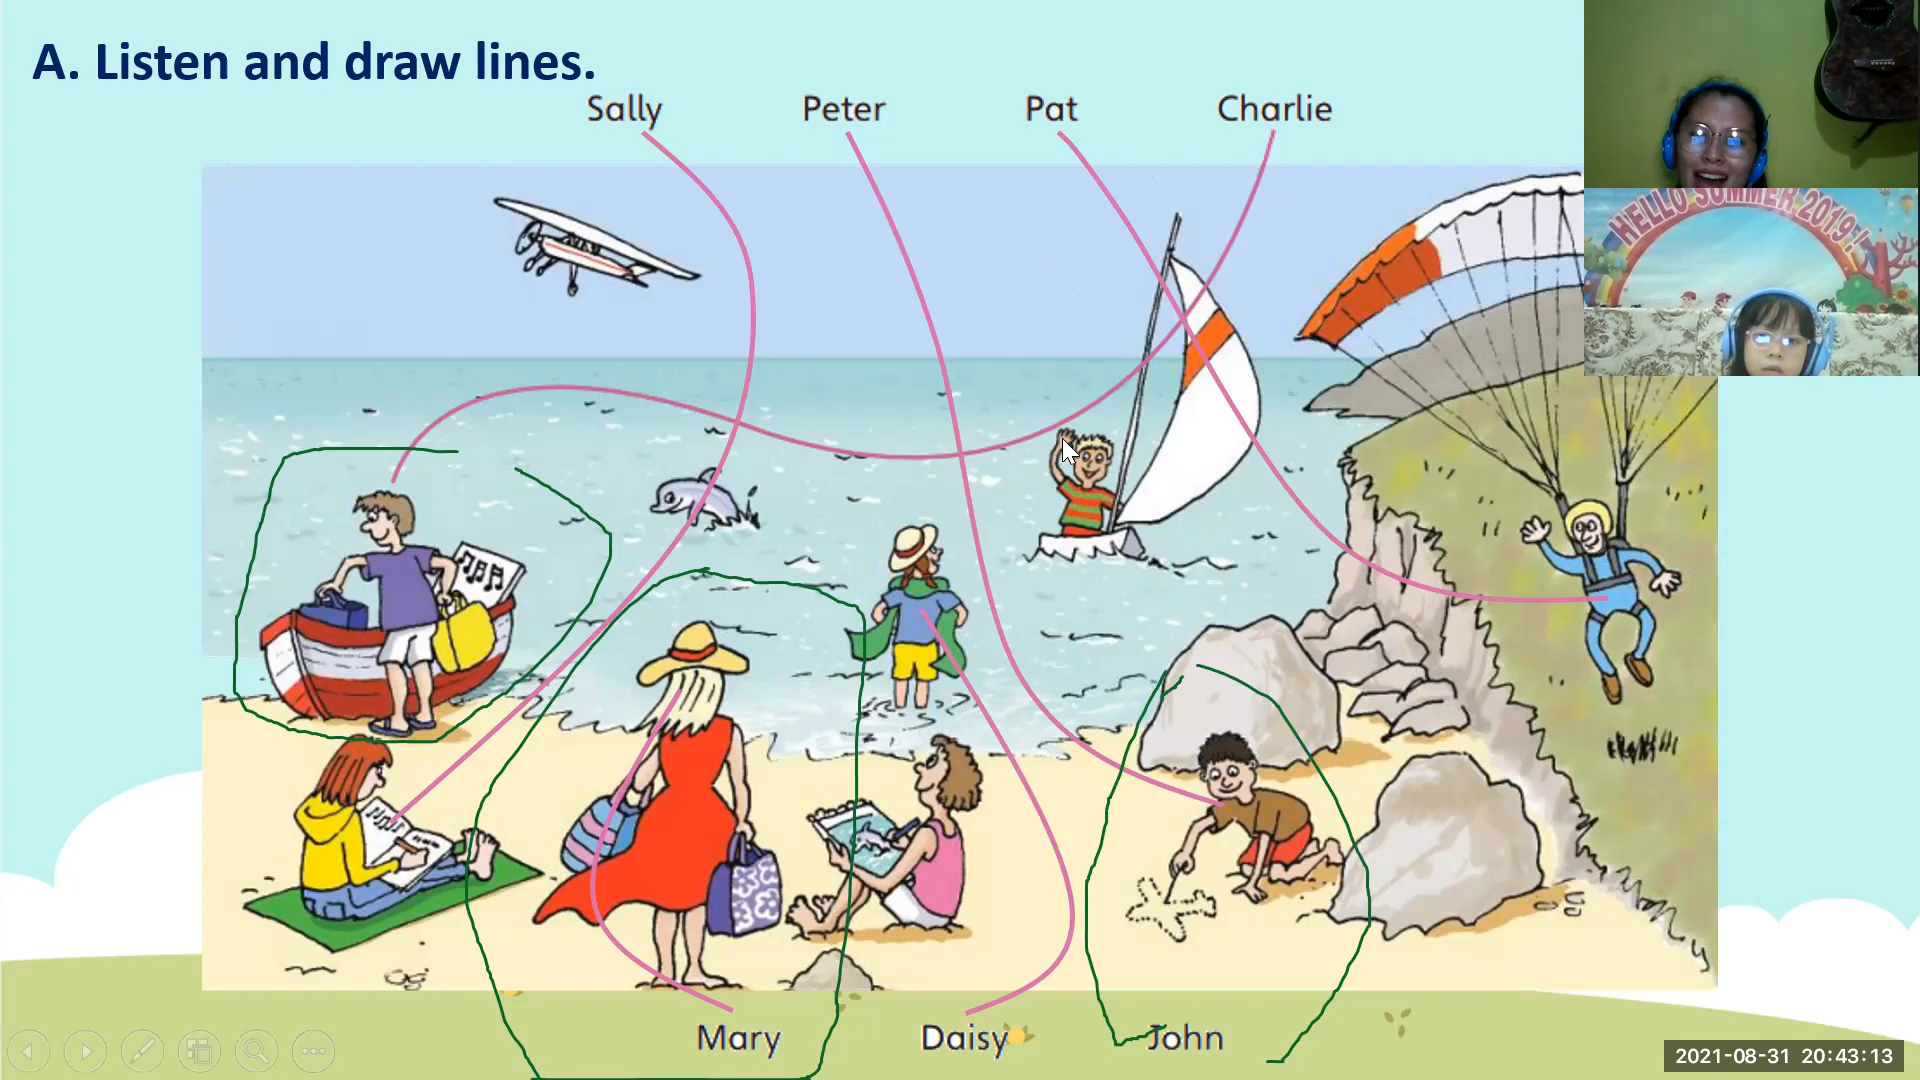 A. Listen and draw lines.
Sally Peter Pat Charlie
HELLO SUMMER 2019!
Mary Daisy John
2021-08-31 20:43:13